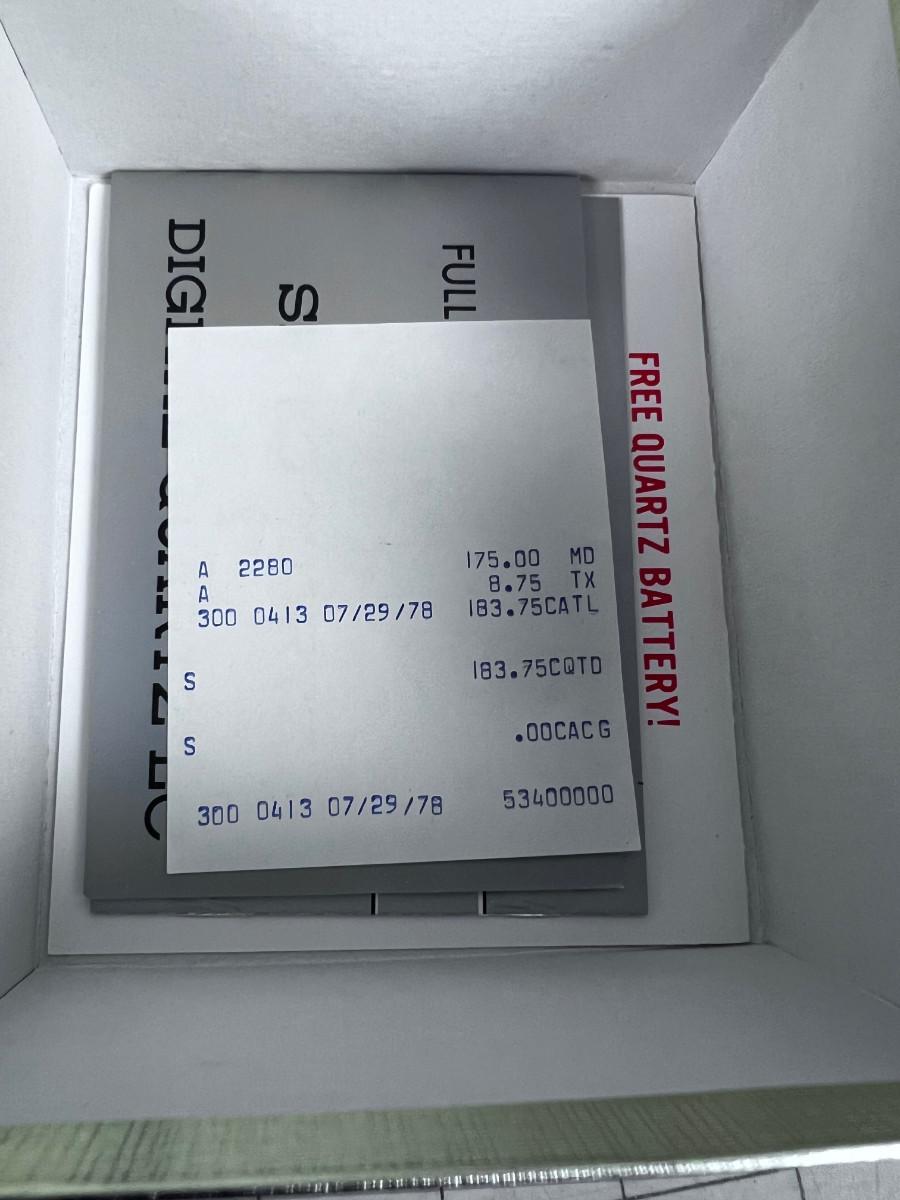 A 2280 175.00 MD
A 8.75 TX
300 0413 07/29/78 183.75CATL
S 183.75CQTD
S .00CACG
300 0413 07/29/78 53400000
FREE QUARTZ BATTERY!
FULL